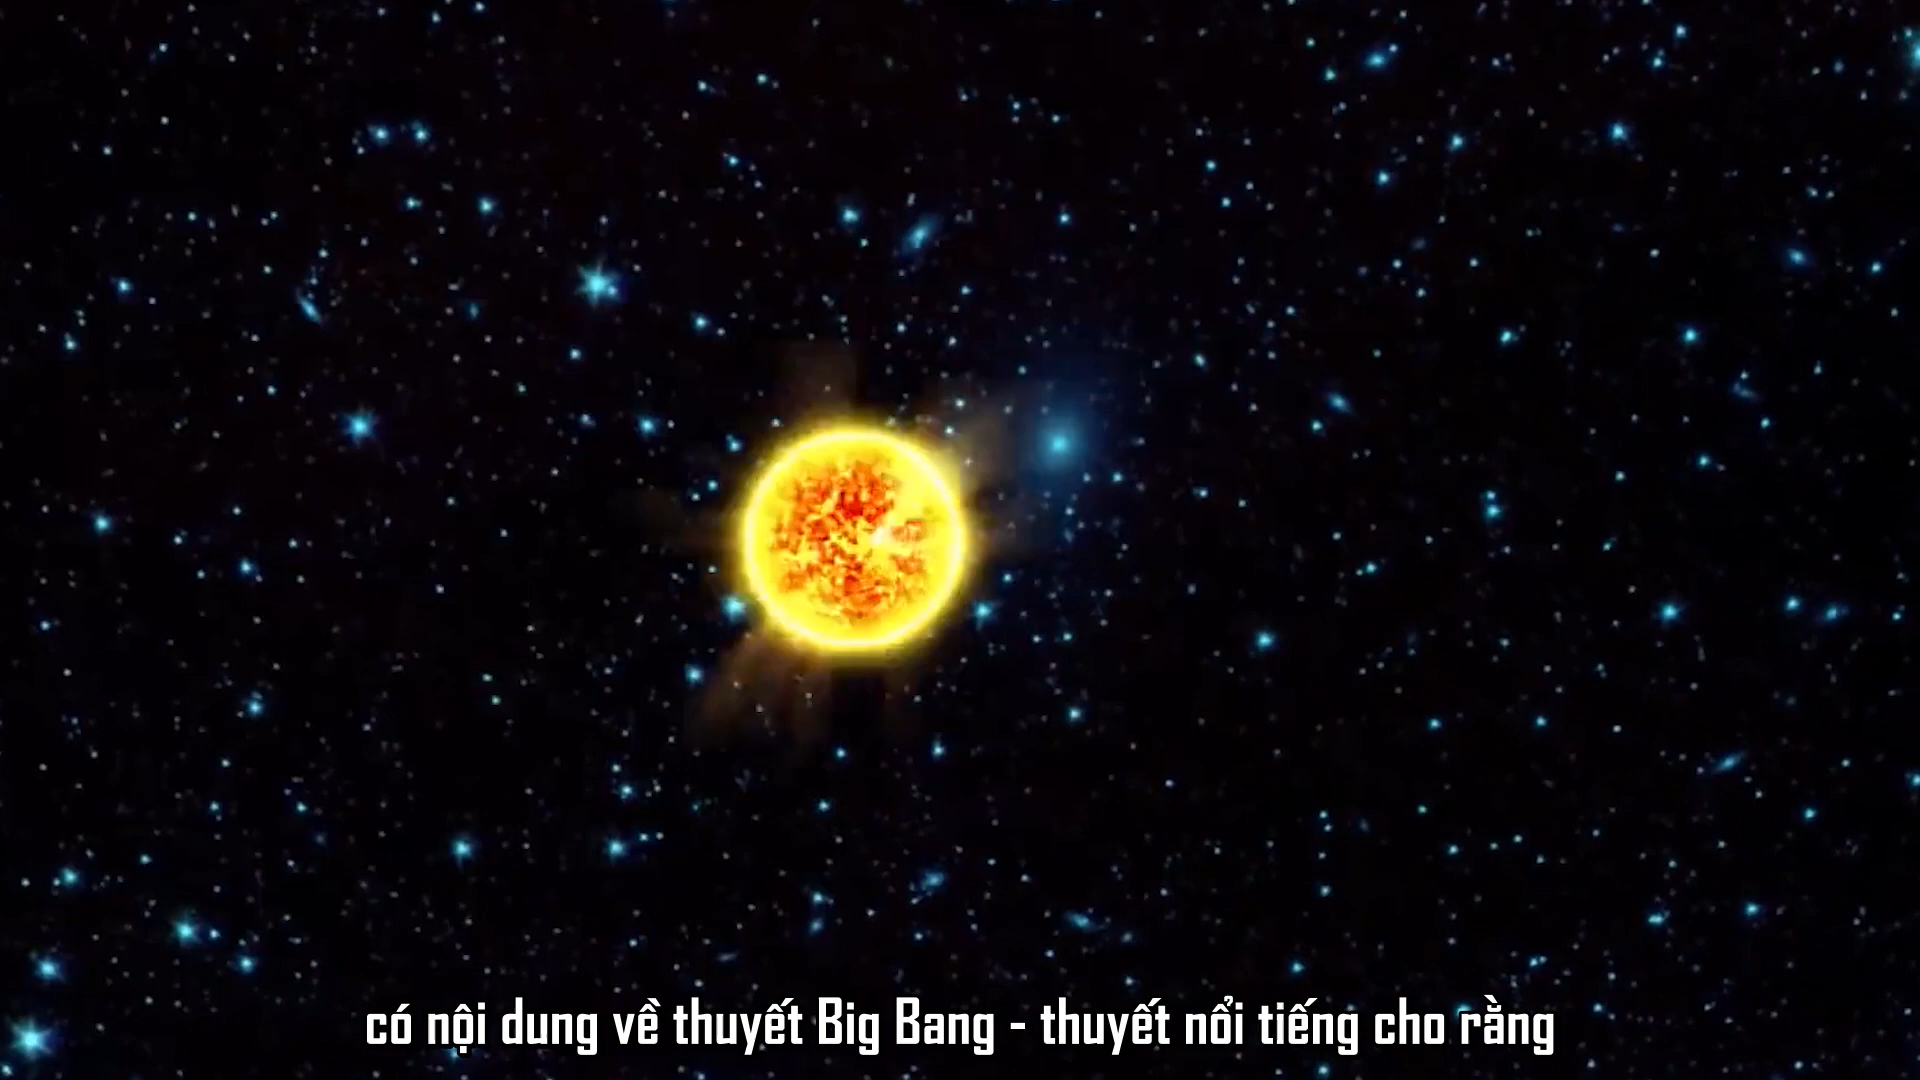 có nội dung về thuyết Big Bang - thuyết nổi tiếng cho rằng